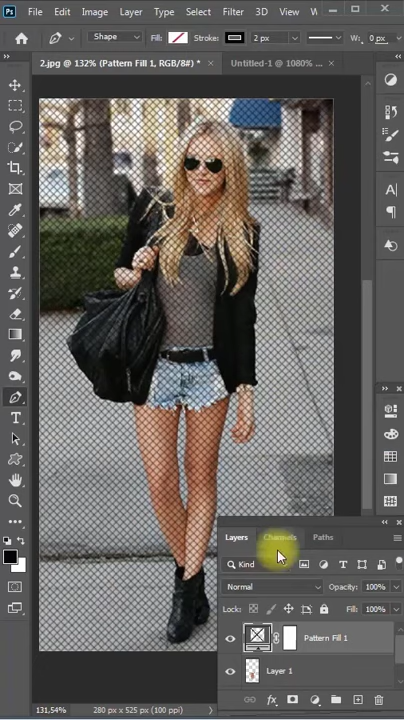 Ps File Edit Image Layer Type Select Filter 3D View W
Shape Fill: Stroke: 2 px W: 0 px
2.jpg @ 132% (Pattern Fill 1, RGB/8#) * × Untitled-1 @ 1080% ... ×
Layers Channels Paths
Kind
Normal Opacity: 100%
Lock: Fill: 100%
Pattern Fill 1
Layer 1
131,54% 280 px x 525 px (100 ppi)